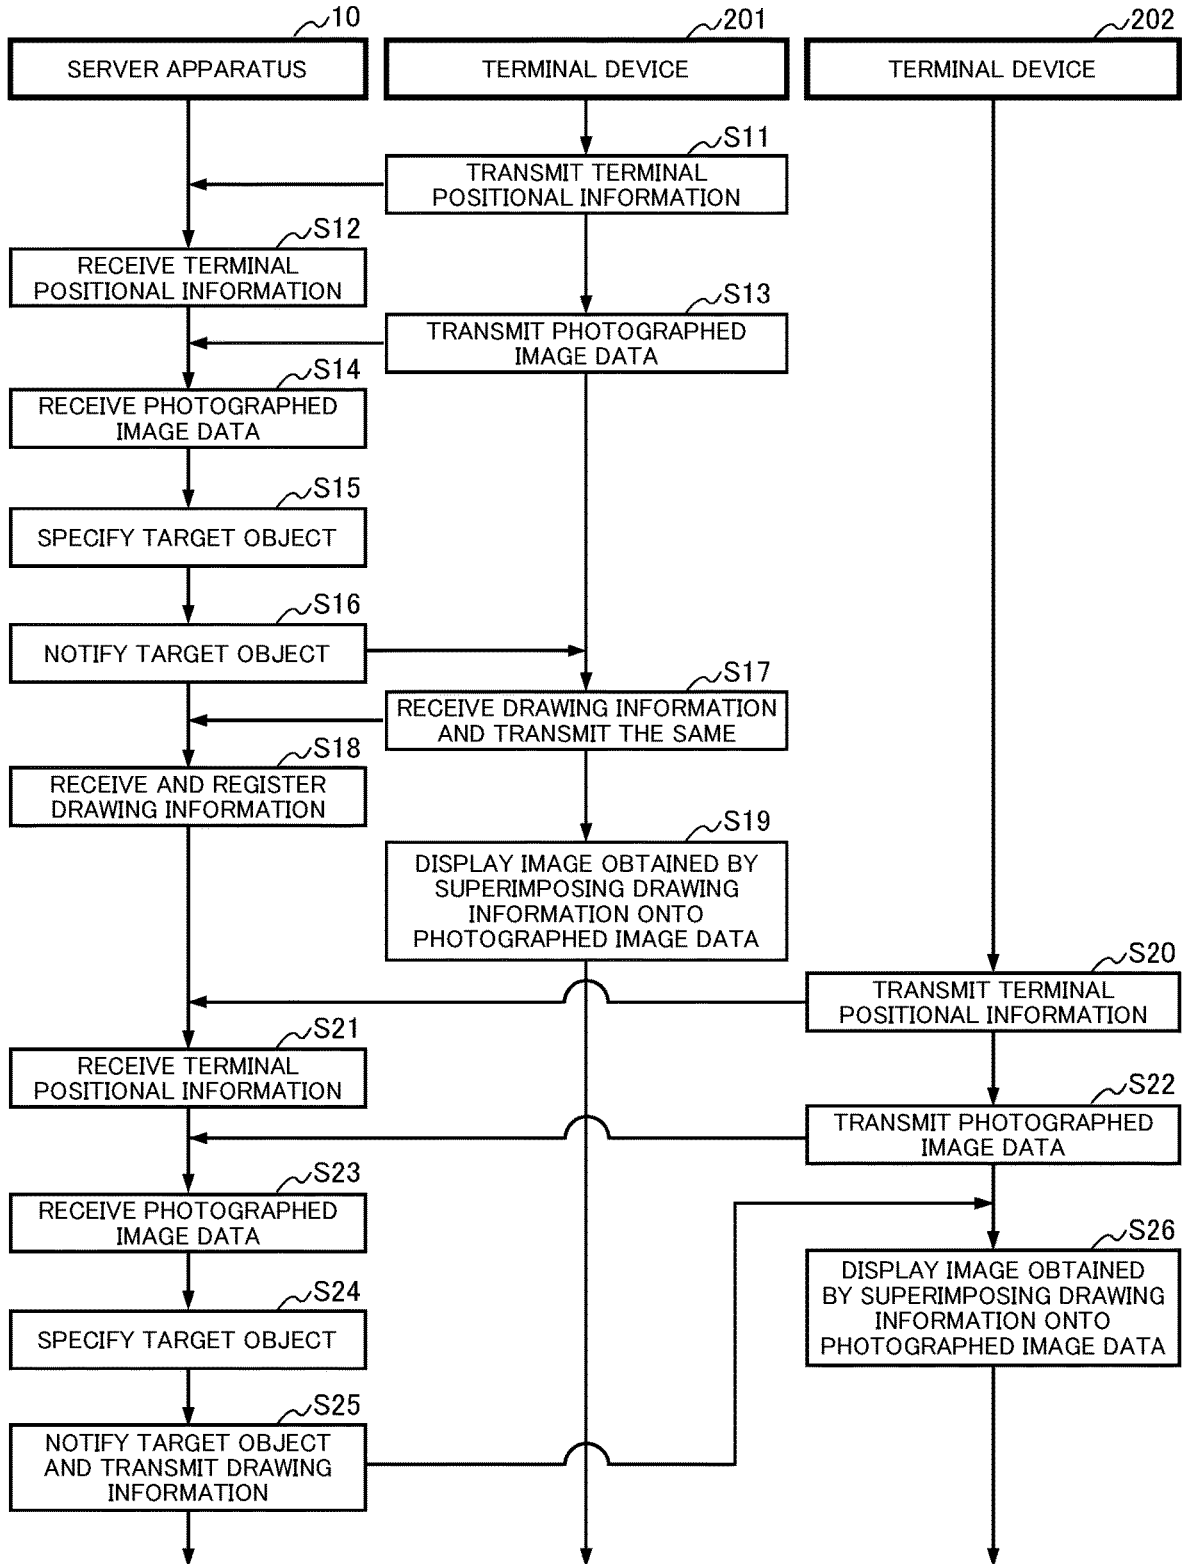 10
201
202
SERVER APPARATUS
TERMINAL DEVICE
TERMINAL DEVICE
S11
TRANSMIT TERMINAL
POSITIONAL INFORMATION
S12
RECEIVE TERMINAL
POSITIONAL INFORMATION
S13
TRANSMIT PHOTOGRAPHED
IMAGE DATA
S14
RECEIVE PHOTOGRAPHED
IMAGE DATA
S15
SPECIFY TARGET OBJECT
S16
NOTIFY TARGET OBJECT
S17
RECEIVE DRAWING INFORMATION
AND TRANSMIT THE SAME
S18
RECEIVE AND REGISTER
DRAWING INFORMATION
S19
DISPLAY IMAGE OBTAINED BY
SUPERIMPOSING DRAWING
INFORMATION ONTO
PHOTOGRAPHED IMAGE DATA
S20
TRANSMIT TERMINAL
POSITIONAL INFORMATION
S21
RECEIVE TERMINAL
POSITIONAL INFORMATION
S22
TRANSMIT PHOTOGRAPHED
IMAGE DATA
S23
RECEIVE PHOTOGRAPHED
IMAGE DATA
S24
SPECIFY TARGET OBJECT
S25
NOTIFY TARGET OBJECT
AND TRANSMIT DRAWING
INFORMATION
S26
DISPLAY IMAGE OBTAINED
BY SUPERIMPOSING DRAWING
INFORMATION ONTO
PHOTOGRAPHED IMAGE DATA